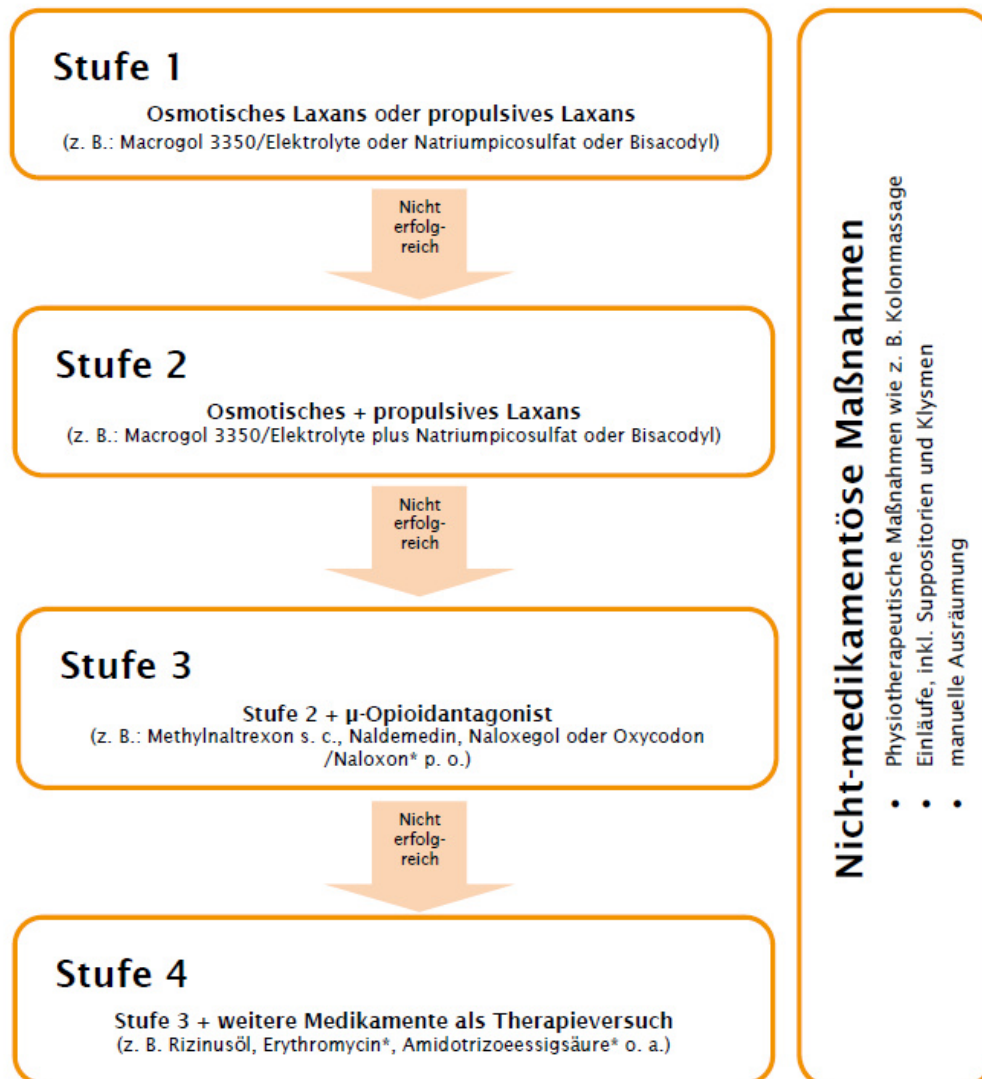 Stufe 1
Osmotisches Laxans oder propulsives Laxans
(z. B.: Macrogol 3350/Elektrolyte oder Natriumpicosulfat oder Bisacodyl)
Nicht
erfolg-
reich
Stufe 2
Osmotisches + propulsives Laxans
(z. B.: Macrogol 3350/Elektrolyte plus Natriumpicosulfat oder Bisacodyl)
Nicht
erfolg-
reich
Stufe 3
Stufe 2 + µ-Opioidantagonist
(z. B.: Methylnaltrexon s. c., Naldemedin, Naloxegol oder Oxycodon
/Naloxon* p. o.)
Nicht
erfolg-
reich
Stufe 4
Stufe 3 + weitere Medikamente als Therapieversuch
(z. B. Rizinusöl, Erythromycin*, Amidotrizoeessigsäure* o. a.)
Nicht-medikamentöse Maßnahmen
• Physiotherapeutische Maßnahmen wie z. B. Kolonmassage
• Einläufe, inkl. Suppositorien und Klysmen
• manuelle Ausräumung